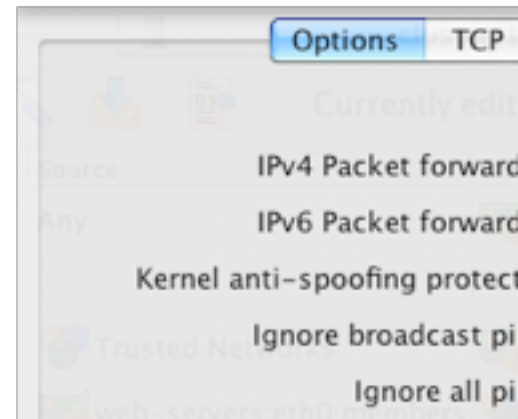 Options TCP
Currently edit
Source
IPv4 Packet forward
Any
IPv6 Packet forward
Kernel anti-spoofing protect
Ignore broadcast pi
Trusted Networks
Ignore all pi
web-servers:eth0:members